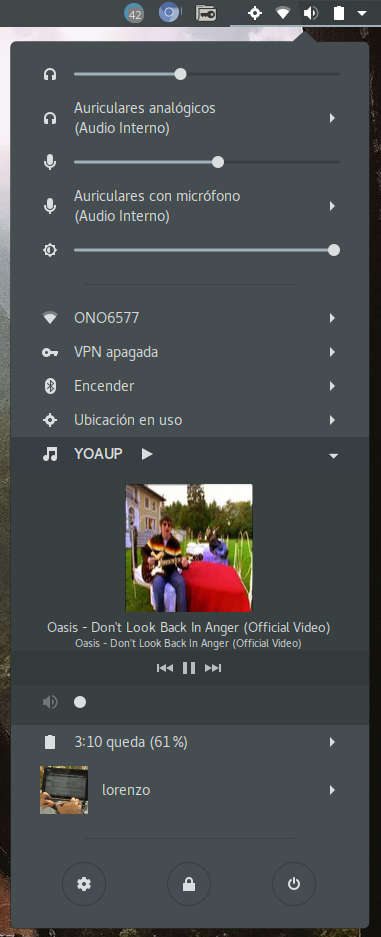 42
Auriculares analógicos
(Audio Interno)
Auriculares con micrófono
(Audio Interno)
ONO6577
VPN apagada
Encender
Ubicación en uso
YOAUP
Oasis - Don't Look Back In Anger (Official Video)
Oasis - Don't Look Back In Anger (Official Video)
3:10 queda (61 %)
lorenzo